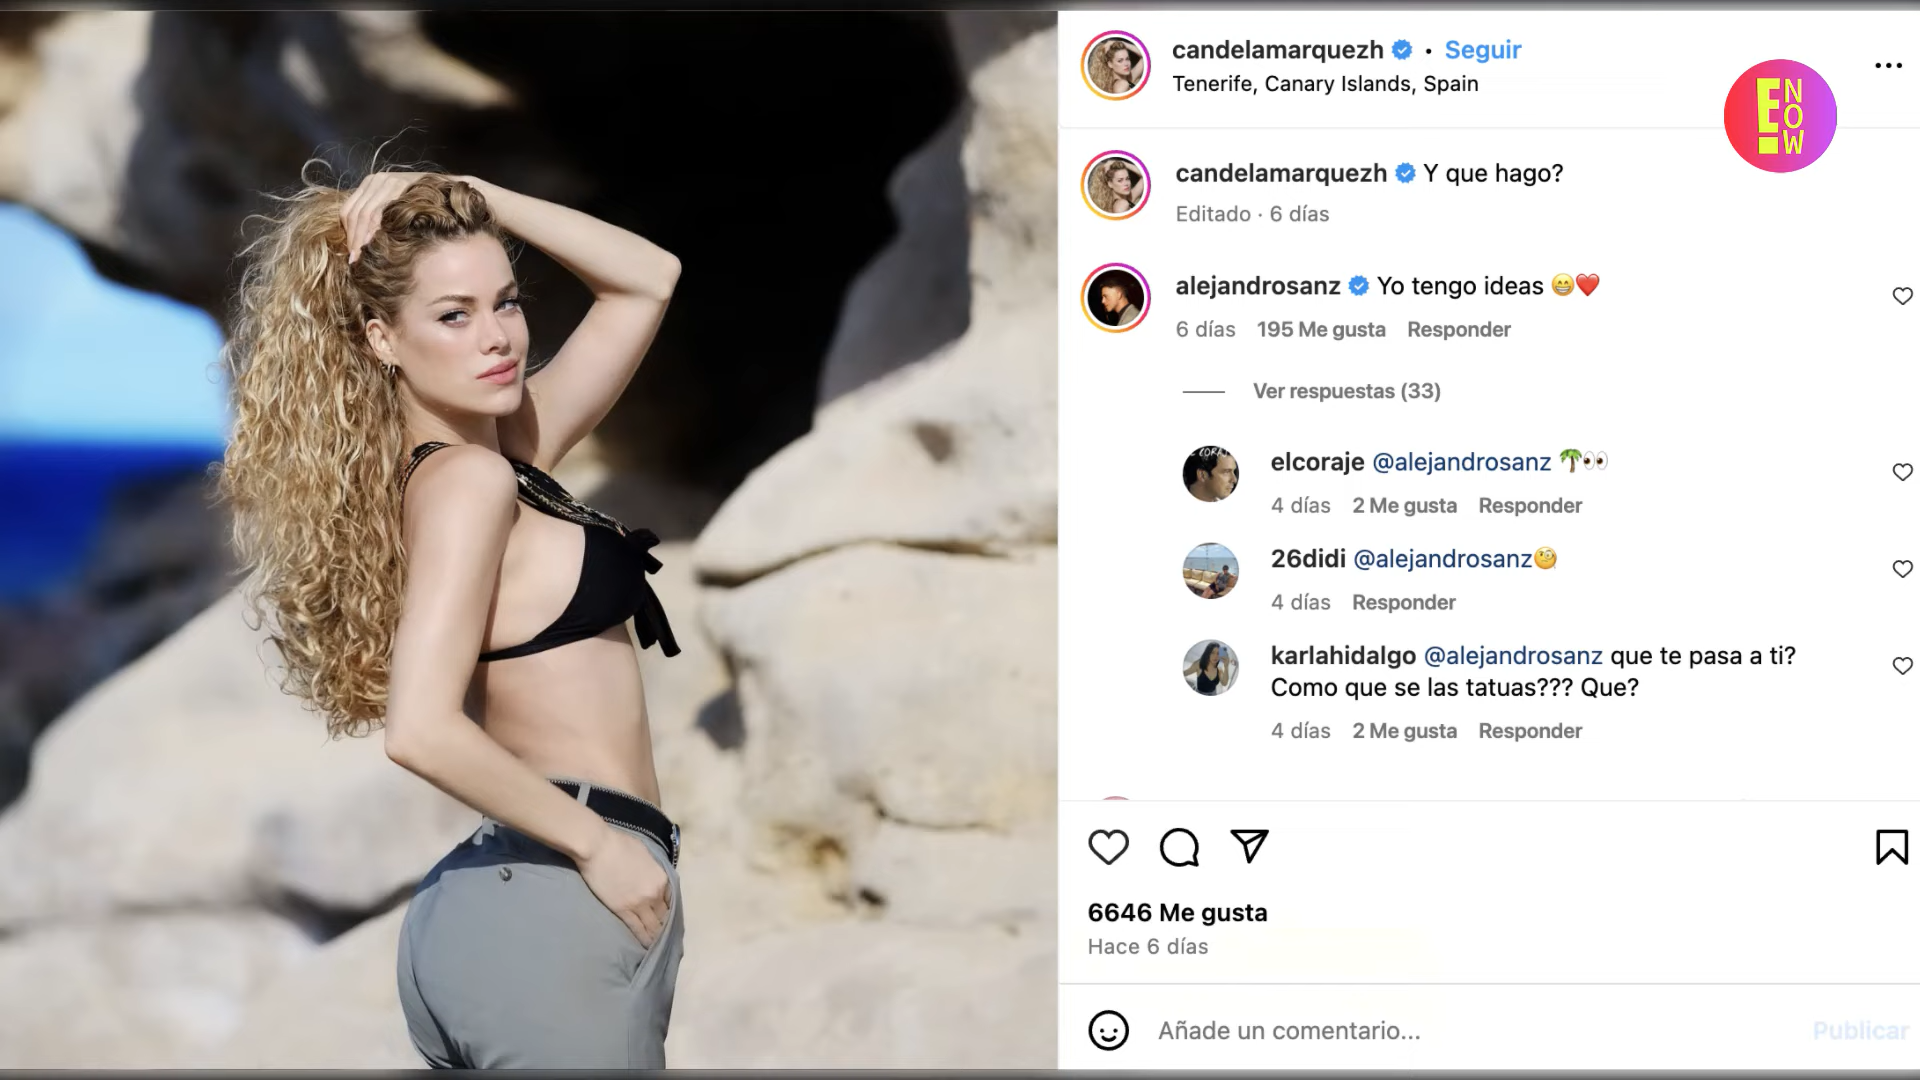 candelamarquezh • Seguir
Tenerife, Canary Islands, Spain
E! NOW
candelamarquezh Y que hago?
Editado · 6 días
alejandrosanz Yo tengo ideas 😁❤️
6 días 195 Me gusta Responder
Ver respuestas (33)
elcoraje @alejandrosanz 🌴👀
4 días 2 Me gusta Responder
26didi @alejandrosanz🧐
4 días Responder
karlahidalgo @alejandrosanz que te pasa a ti?
Como que se las tatuas??? Que?
4 días 2 Me gusta Responder
6646 Me gusta
Hace 6 días
Añade un comentario...
Publicar